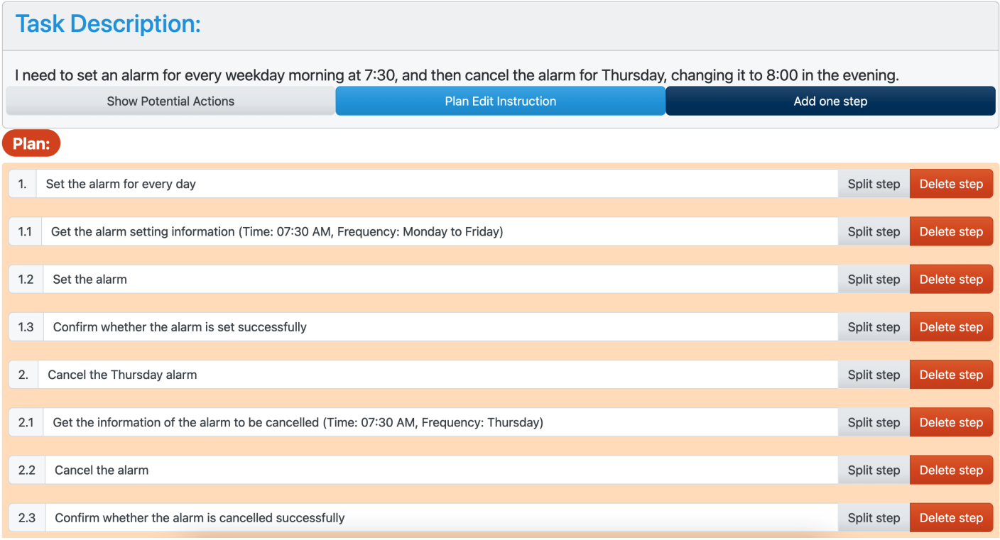 Task Description:
I need to set an alarm for every weekday morning at 7:30, and then cancel the alarm for Thursday, changing it to 8:00 in the evening.
Show Potential Actions Plan Edit Instruction Add one step
Plan:
1. Set the alarm for every day Split step Delete step
1.1 Get the alarm setting information (Time: 07:30 AM, Frequency: Monday to Friday) Split step Delete step
1.2 Set the alarm Split step Delete step
1.3 Confirm whether the alarm is set successfully Split step Delete step
2. Cancel the Thursday alarm Split step Delete step
2.1 Get the information of the alarm to be cancelled (Time: 07:30 AM, Frequency: Thursday) Split step Delete step
2.2 Cancel the alarm Split step Delete step
2.3 Confirm whether the alarm is cancelled successfully Split step Delete step